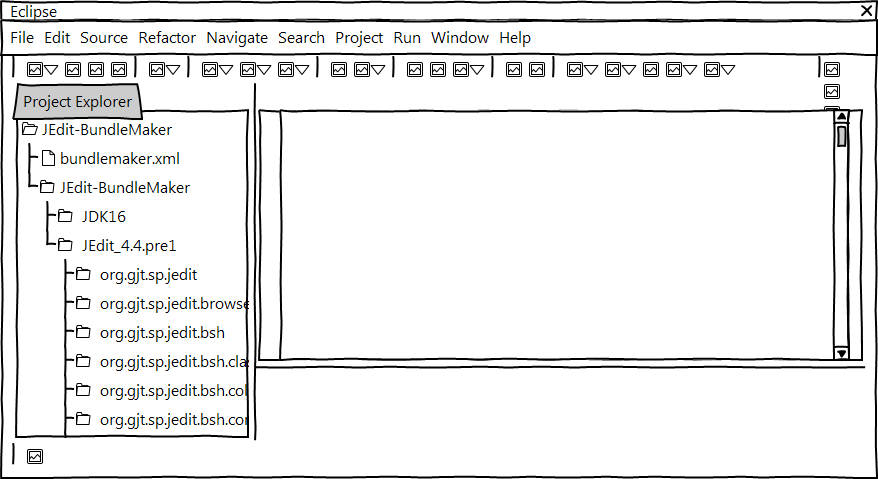 Eclipse
File Edit Source Refactor Navigate Search Project Run Window Help
Project Explorer
JEdit-BundleMaker
bundlemaker.xml
JEdit-BundleMaker
JDK16
JEdit_4.4.pre1
org.gjt.sp.jedit
org.gjt.sp.jedit.browse
org.gjt.sp.jedit.bsh
org.gjt.sp.jedit.bsh.cla
org.gjt.sp.jedit.bsh.col
org.gjt.sp.jedit.bsh.con